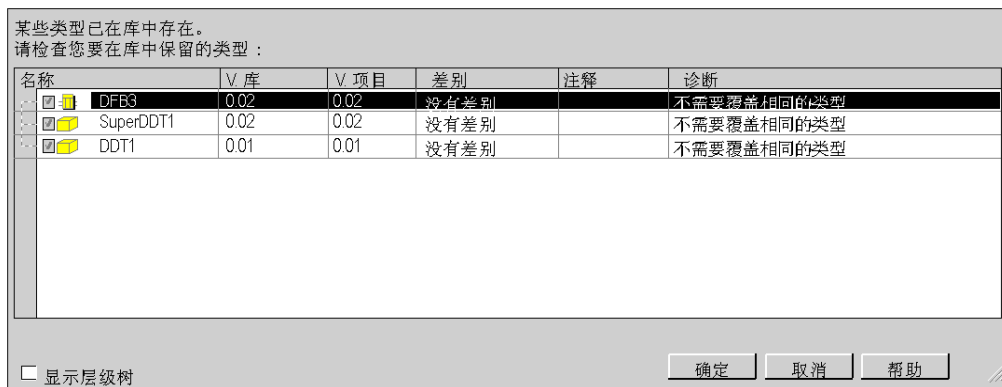 某些类型已在库中存在。
请检查您要在库中保留的类型：
名称 V. 库 V. 项目 差别 注释 诊断
DFB3 0.02 0.02 没有差别 不需要覆盖相同的类型
SuperDDT1 0.02 0.02 没有差别 不需要覆盖相同的类型
DDT1 0.01 0.01 没有差别 不需要覆盖相同的类型
显示层级树 确定 取消 帮助